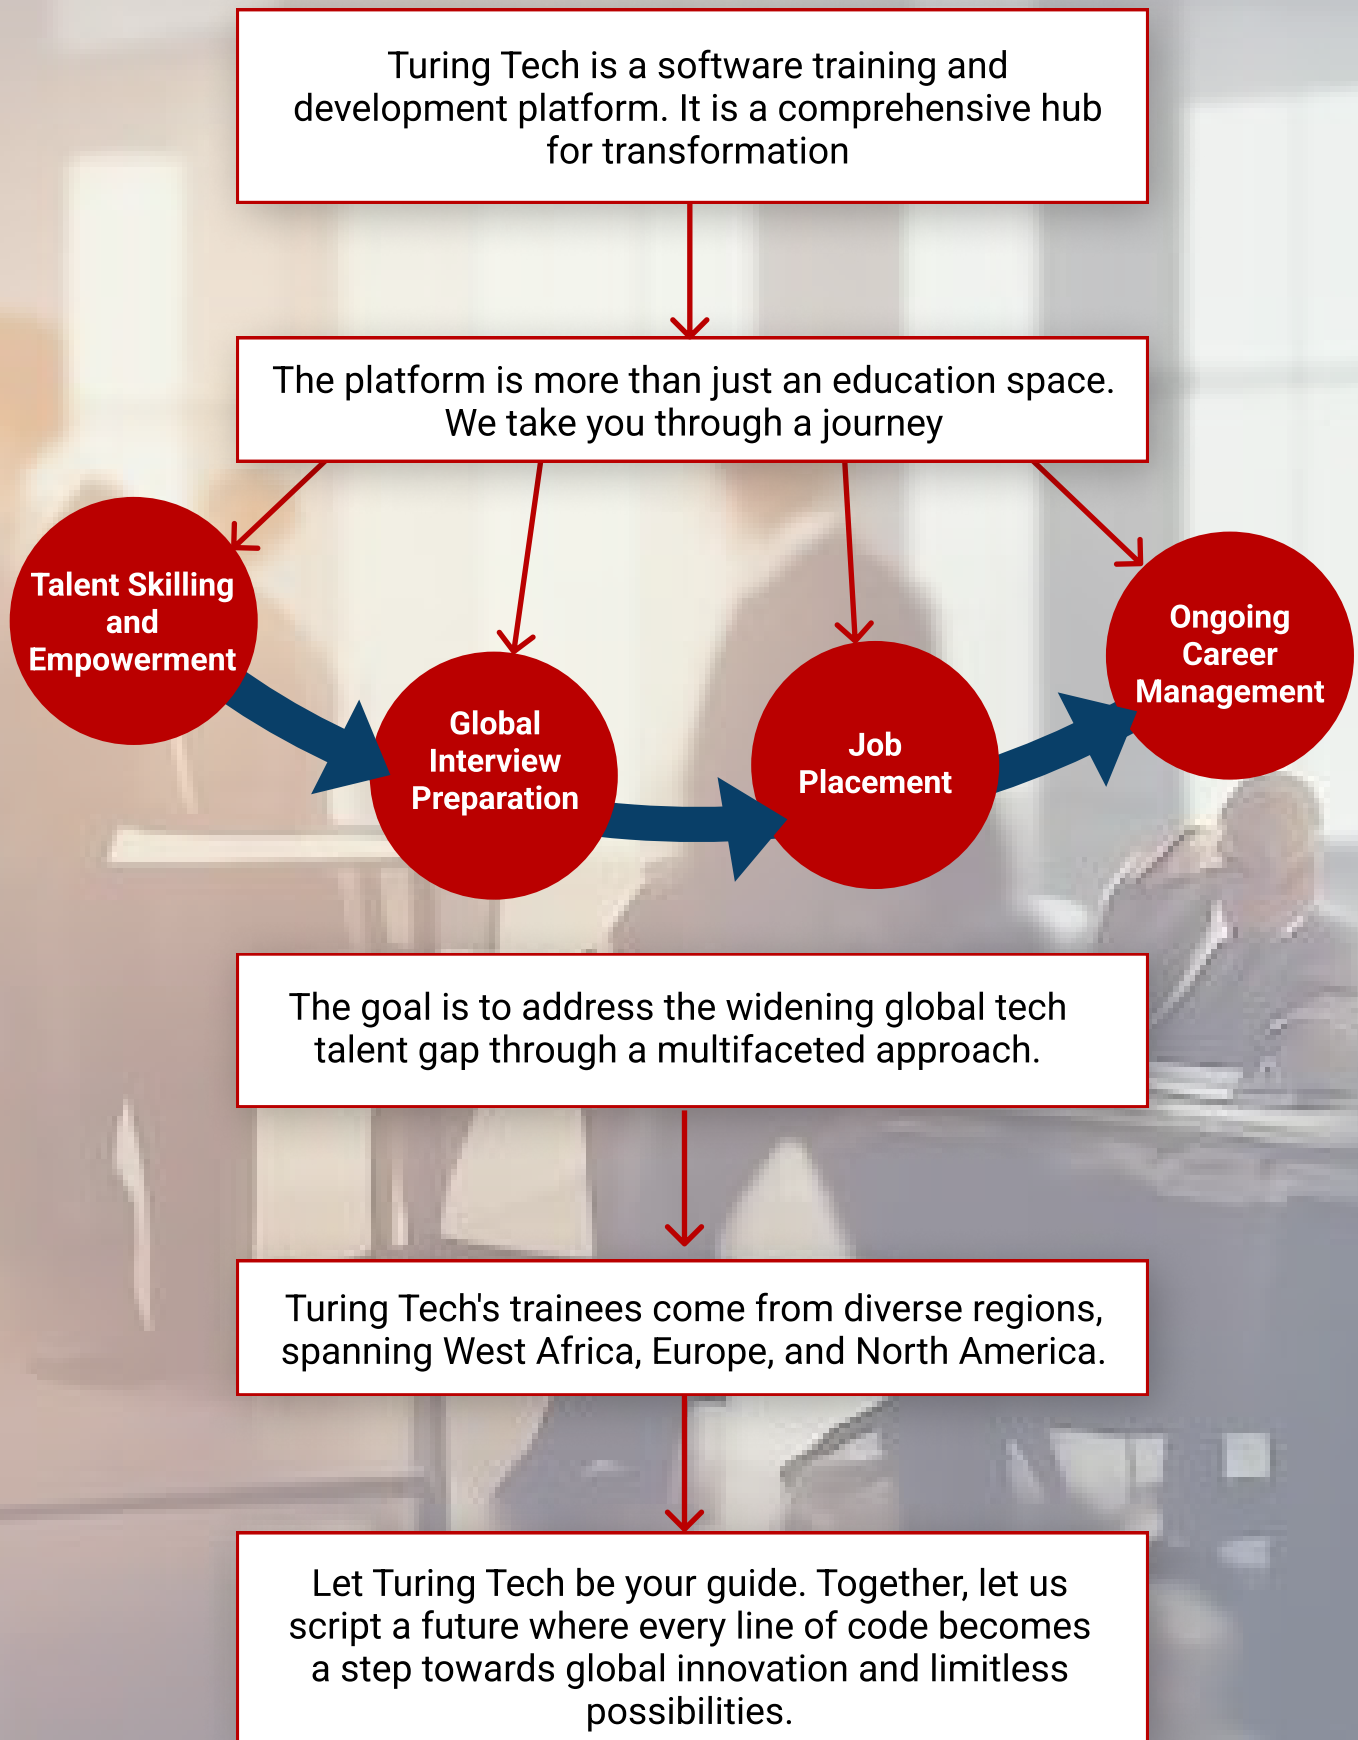 Turing Tech is a software training and
development platform. It is a comprehensive hub
for transformation
The platform is more than just an education space.
We take you through a journey
Talent Skilling
and
Empowerment
Global
Interview
Preparation
Job
Placement
Ongoing
Career
Management
The goal is to address the widening global tech
talent gap through a multifaceted approach.
Turing Tech's trainees come from diverse regions,
spanning West Africa, Europe, and North America.
Let Turing Tech be your guide. Together, let us
script a future where every line of code becomes
a step towards global innovation and limitless
possibilities.